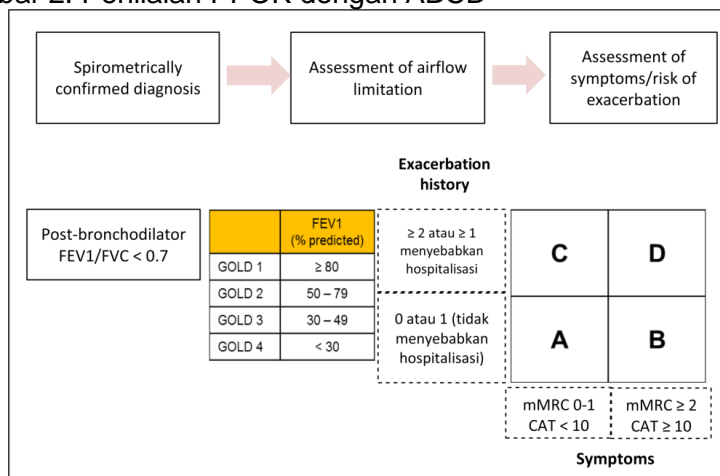 Spirometrically
confirmed diagnosis
Assessment of airflow
limitation
Assessment of
symptoms/risk of
exacerbation
Exacerbation
history
Post-bronchodilator
FEV1/FVC < 0.7
FEV1
(% predicted)
GOLD 1 ≥ 80
GOLD 2 50 – 79
GOLD 3 30 – 49
GOLD 4 < 30
≥ 2 atau ≥ 1
menyebabkan
hospitalisasi
0 atau 1 (tidak
menyebabkan
hospitalisasi)
C D
A B
mMRC 0-1
CAT < 10
mMRC ≥ 2
CAT ≥ 10
Symptoms